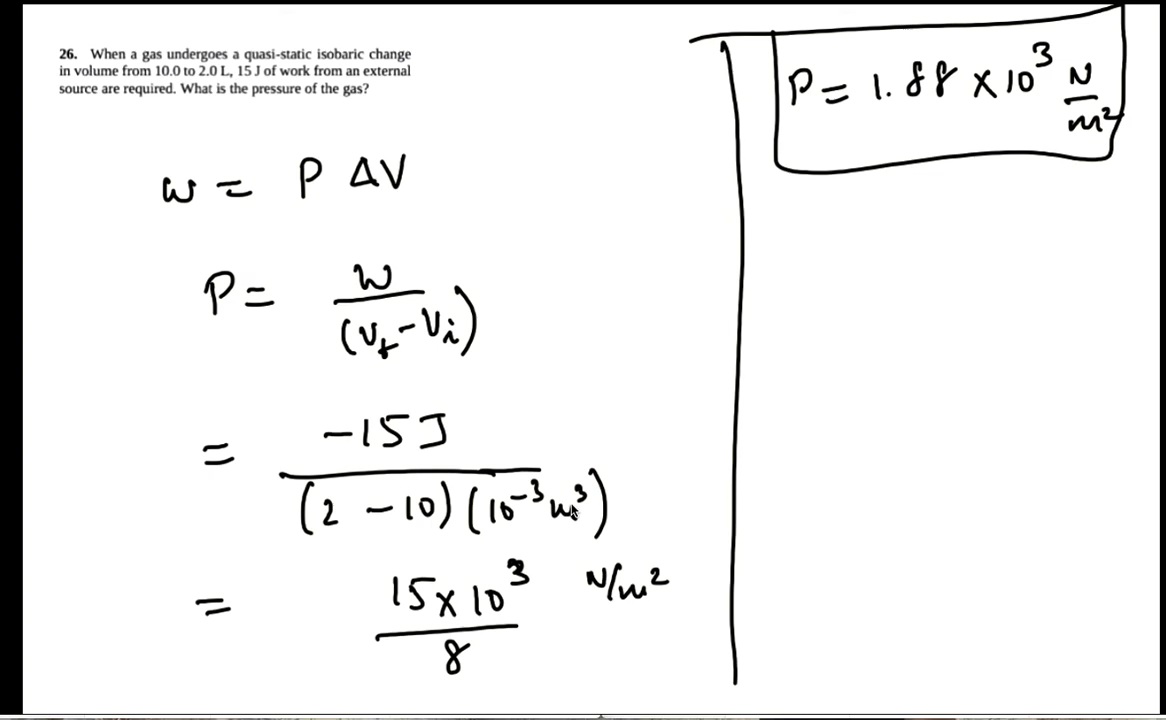 26. When a gas undergoes a quasi-static isobaric change
in volume from 10.0 to 2.0 L, 15 J of work from an external
source are required. What is the pressure of the gas?
W = P ΔV
P = W / (V_f - V_i)
= -15 J / (2 - 10) (10^-3 m^3)
= 15 × 10^3 / 8 N/m^2
P = 1.88 × 10^3 N/m^2